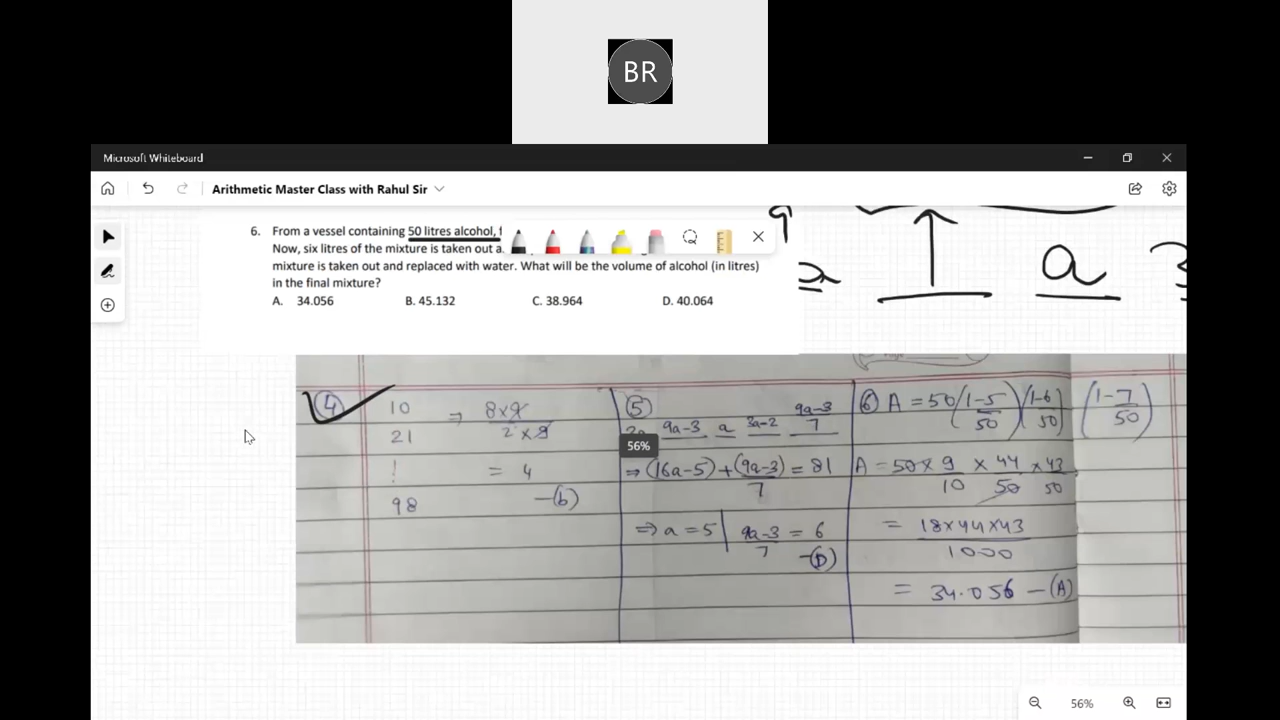 BR
Microsoft Whiteboard
Arithmetic Master Class with Rahul Sir
6. From a vessel containing 50 litres alcohol,
Now, six litres of the mixture is taken out a
mixture is taken out and replaced with water. What will be the volume of alcohol (in litres)
in the final mixture?
A. 34.056 B. 45.132 C. 38.964 D. 40.064
a
④
10
21
!
98
⇒ 8×9/2×9
= 4
—(b)
⑤
9a-3 a 3a-2 9a-3/7
56%
⇒ (16a-5) + (9a-3)/7 = 81
⇒ a = 5 | 9a-3/7 = 6
—(D)
⑥ A = 50 (1-5/50) (1-6/50) (1-7/50)
A = 50 × 9/10 × 44/50 × 43/50
= 18×44×43/1000
= 34.056 —(A)
56%